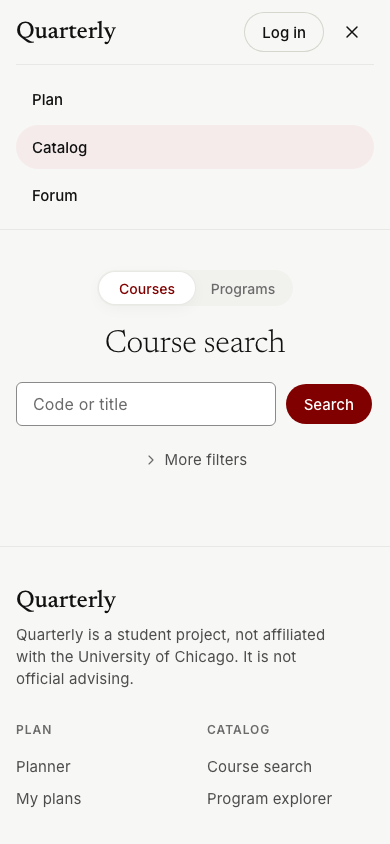 Quarterly
Log in
Plan
Catalog
Forum
Courses
Programs
Course search
Code or title
Search
More filters
Quarterly
Quarterly is a student project, not affiliated
with the University of Chicago. It is not
official advising.
PLAN
CATALOG
Planner
Course search
My plans
Program explorer